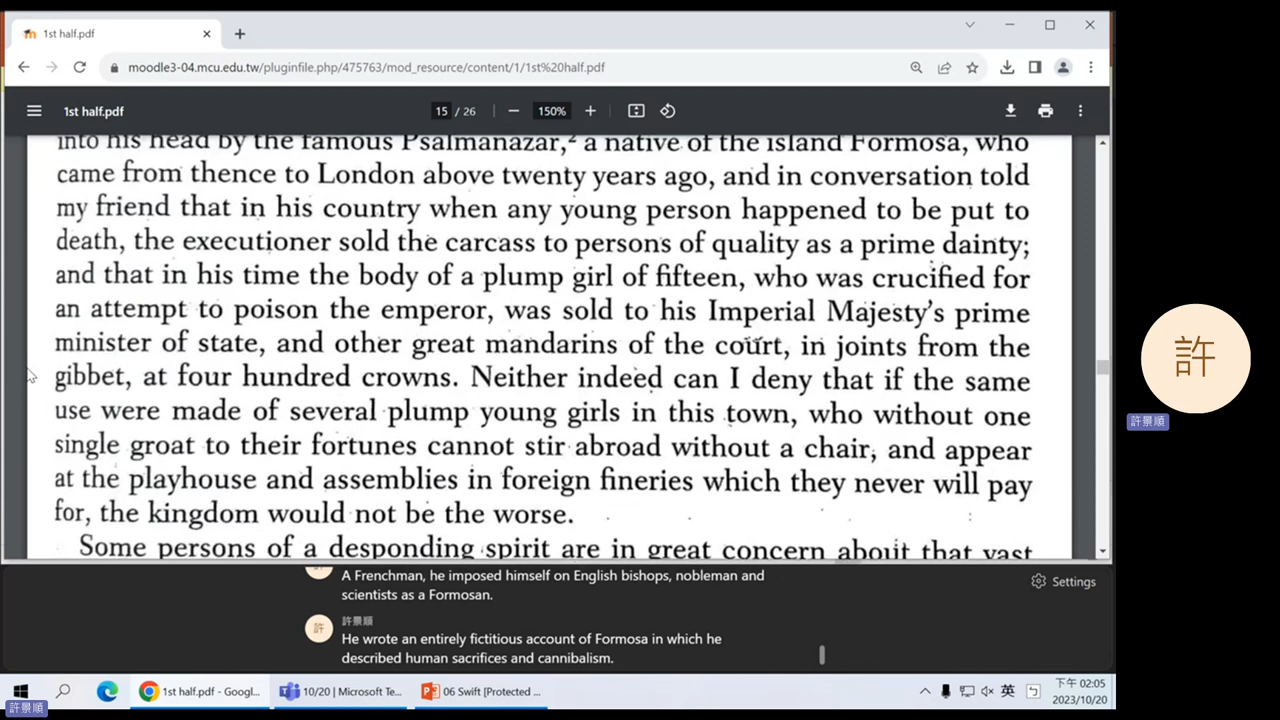 1st half.pdf
moodle3-04.mcu.edu.tw/pluginfile.php/475763/mod_resource/content/1/1st%20half.pdf
1st half.pdf
15 / 26
150%
into his head by the famous Psalmanazar,² a native of the island Formosa, who
came from thence to London above twenty years ago, and in conversation told
my friend that in his country when any young person happened to be put to
death, the executioner sold the carcass to persons of quality as a prime dainty;
and that in his time the body of a plump girl of fifteen, who was crucified for
an attempt to poison the emperor, was sold to his Imperial Majesty's prime
minister of state, and other great mandarins of the court, in joints from the
gibbet, at four hundred crowns. Neither indeed can I deny that if the same
use were made of several plump young girls in this town, who without one
single groat to their fortunes cannot stir abroad without a chair, and appear
at the playhouse and assemblies in foreign fineries which they never will pay
for, the kingdom would not be the worse.
Some persons of a desponding spirit are in great concern about that vast
A Frenchman, he imposed himself on English bishops, nobleman and
scientists as a Formosan.
Settings
許
許景順
He wrote an entirely fictitious account of Formosa in which he
described human sacrifices and cannibalism.
許
許景順
1st half.pdf - Googl...
10/20 | Microsoft Te...
06 Swift [Protected ...
英
下午 02:05
2023/10/20
許景順